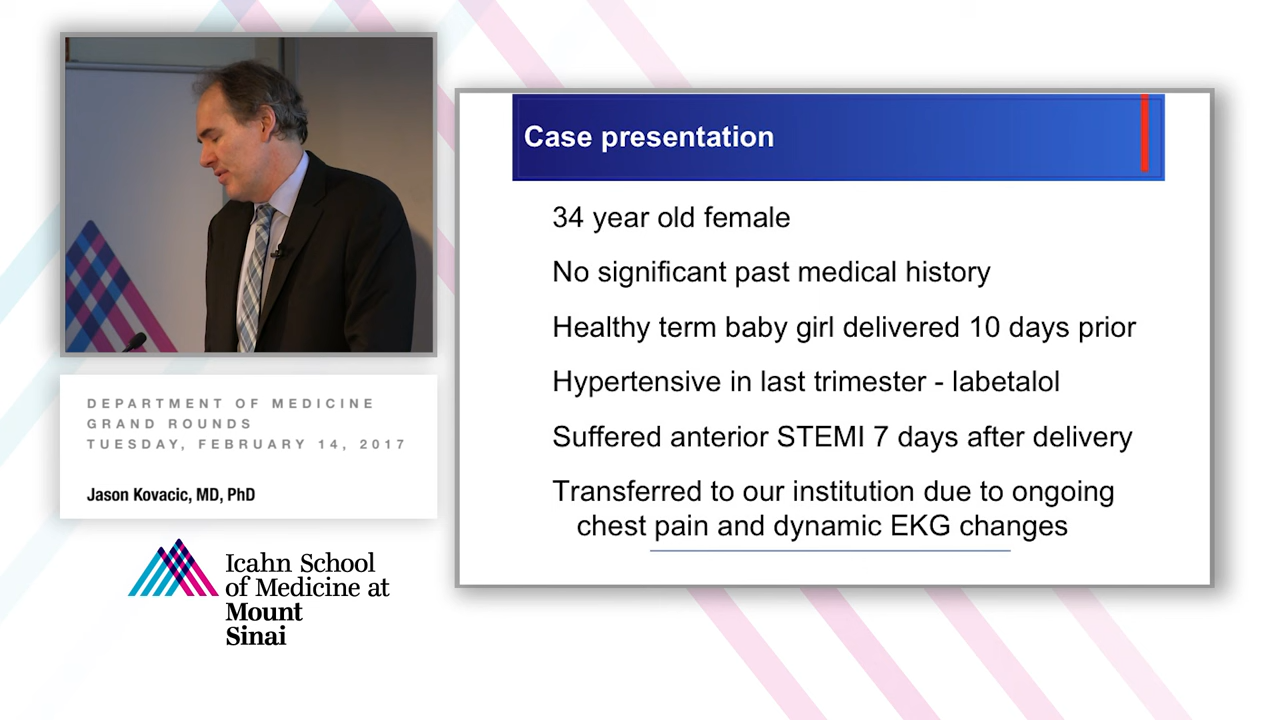 Case presentation
34 year old female
No significant past medical history
Healthy term baby girl delivered 10 days prior
Hypertensive in last trimester - labetalol
Suffered anterior STEMI 7 days after delivery
Transferred to our institution due to ongoing
chest pain and dynamic EKG changes
DEPARTMENT OF MEDICINE
GRAND ROUNDS
TUESDAY, FEBRUARY 14, 2017
Jason Kovacic, MD, PhD
Icahn School
of Medicine at
Mount
Sinai